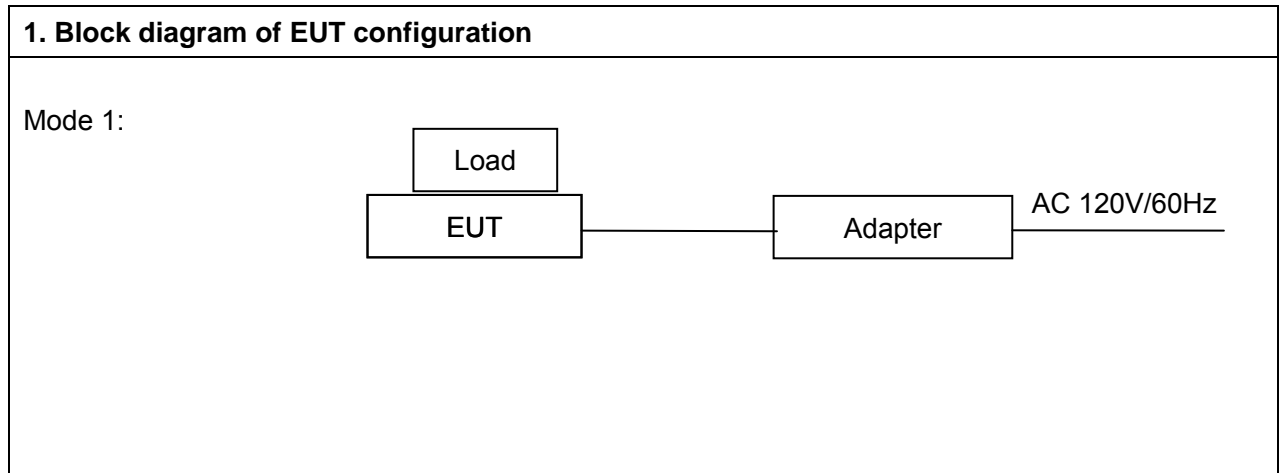 1. Block diagram of EUT configuration
Mode 1:
Load
EUT
Adapter
AC 120V/60Hz